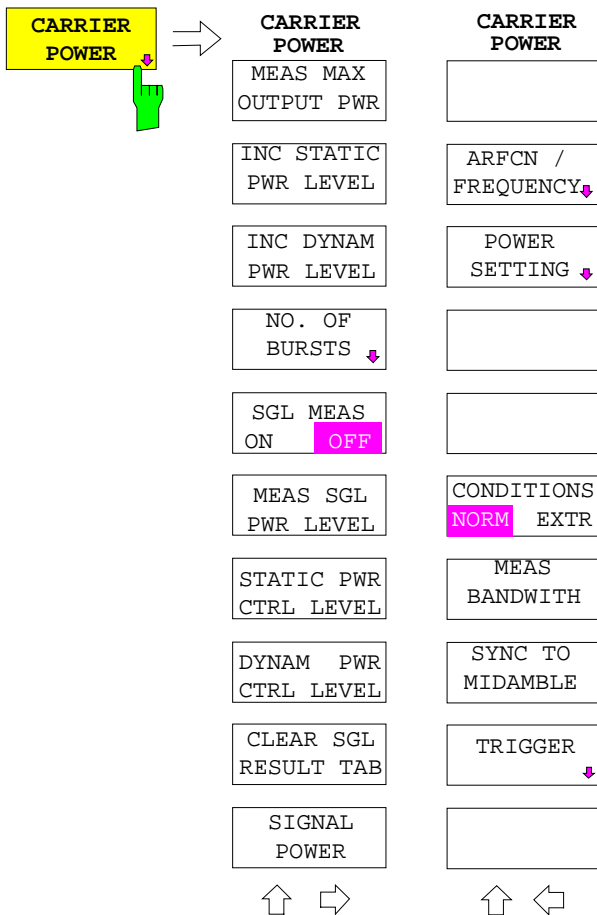 CARRIER
POWER
CARRIER
POWER
MEAS MAX
OUTPUT PWR
INC STATIC
PWR LEVEL
INC DYNAM
PWR LEVEL
NO. OF
BURSTS
SGL MEAS
ON OFF
MEAS SGL
PWR LEVEL
STATIC PWR
CTRL LEVEL
DYNAM PWR
CTRL LEVEL
CLEAR SGL
RESULT TAB
SIGNAL
POWER
CARRIER
POWER
ARFCN /
FREQUENCY
POWER
SETTING
CONDITIONS
NORM EXTR
MEAS
BANDWITH
SYNC TO
MIDAMBLE
TRIGGER